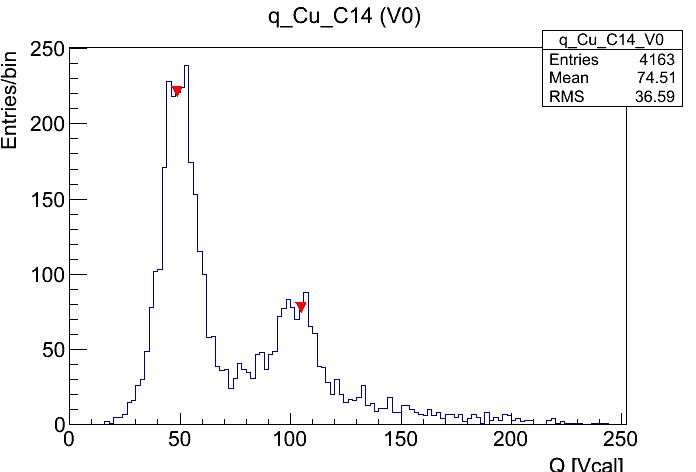 q_Cu_C14 (V0)
q_Cu_C14_V0
Entries 4163
Mean 74.51
RMS 36.59
Entries/bin
250
200
150
100
50
0
0 50 100 150 200 250
Q [Vcal]